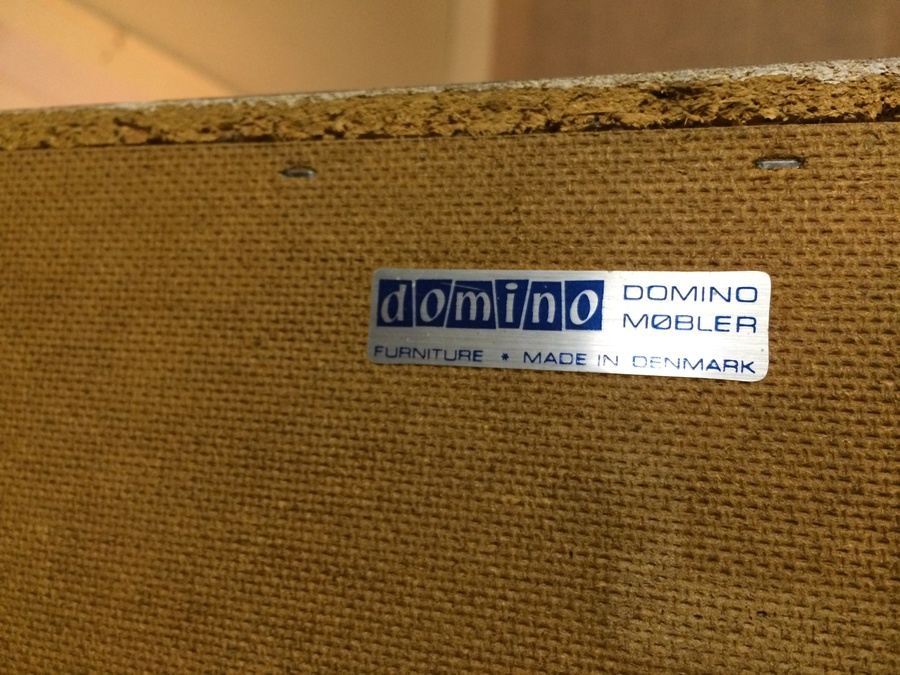 domino
DOMINO
MØBLER
FURNITURE * MADE IN DENMARK